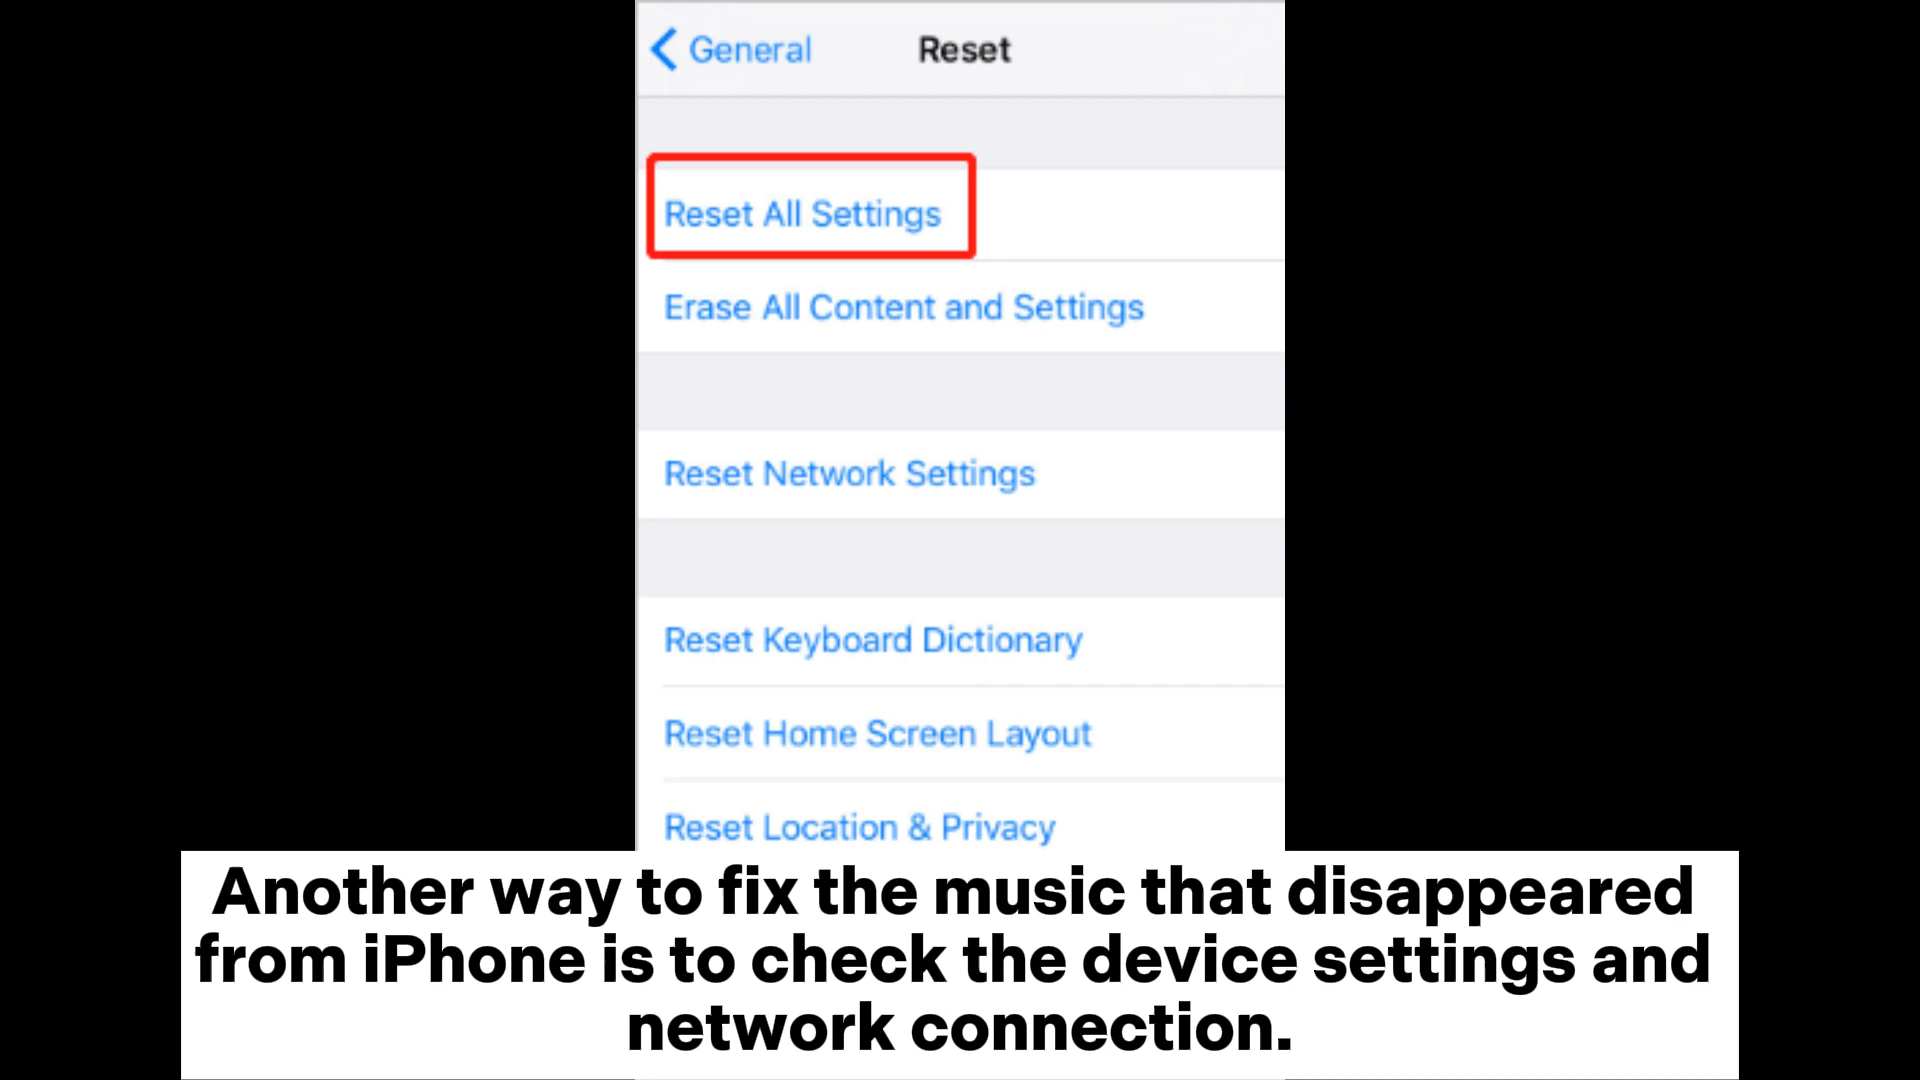 General
Reset
Reset All Settings
Erase All Content and Settings
Reset Network Settings
Reset Keyboard Dictionary
Reset Home Screen Layout
Reset Location & Privacy
Another way to fix the music that disappeared
from iPhone is to check the device settings and
network connection.